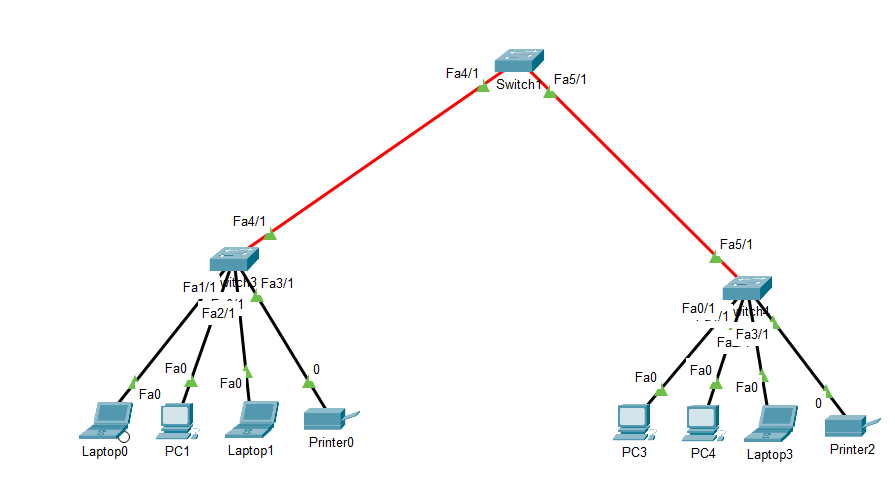 Fa4/1
Fa5/1
Switch1
Fa4/1
Fa5/1
Fa1/1
Fa3/1
Fa2/1
Fa0/1
Fa3/1
Fa0
Fa0
Fa0
0
Fa0
Fa0
Fa0
0
Laptop0
PC1
Laptop1
Printer0
PC3
PC4
Laptop3
Printer2